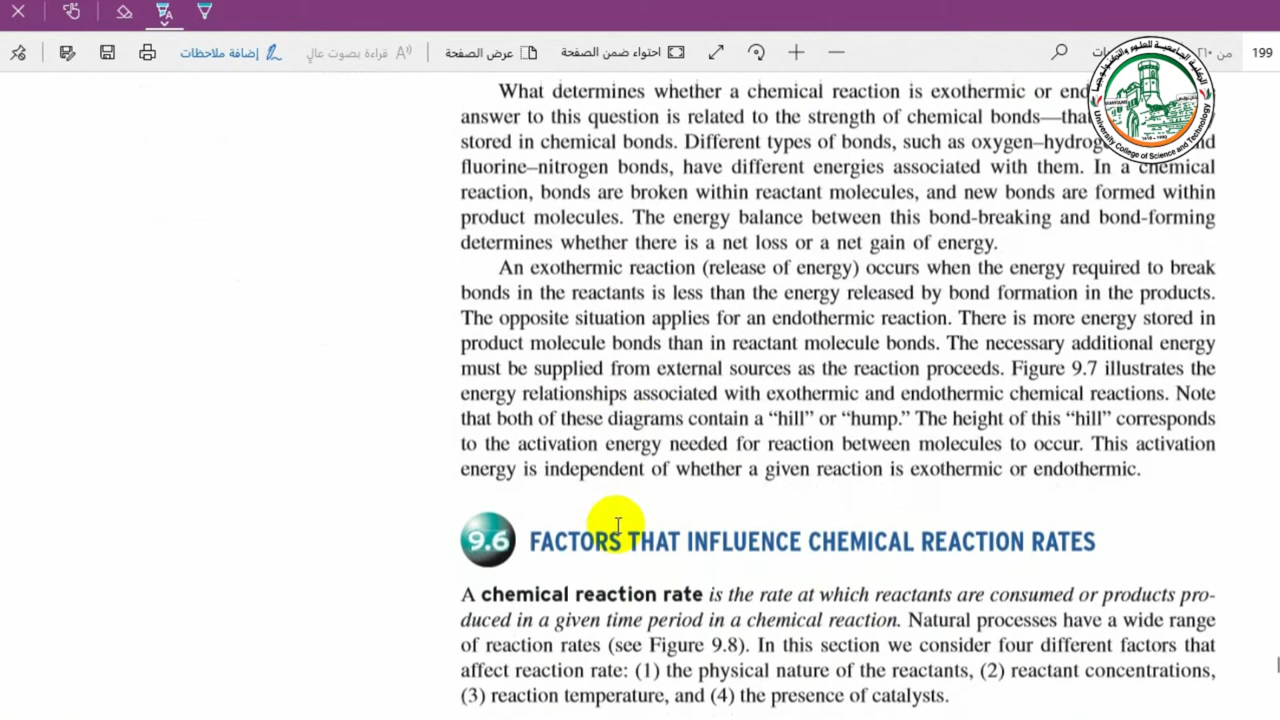 إضافة ملاحظات
قراءة بصوت عالٍ
عرض الصفحة
احتواء ضمن الصفحة
من
199
University College of Science and Technology
What determines whether a chemical reaction is exothermic or
answer to this question is related to the strength of chemical bonds—
stored in chemical bonds. Different types of bonds, such as
fluorine–nitrogen bonds, have different energies associated with them. In a chemical
reaction, bonds are broken within reactant molecules, and new bonds are formed within
product molecules. The energy balance between this bond-breaking and bond-forming
determines whether there is a net loss or a net gain of energy.
An exothermic reaction (release of energy) occurs when the energy required to break
bonds in the reactants is less than the energy released by bond formation in the products.
The opposite situation applies for an endothermic reaction. There is more energy stored in
product molecule bonds than in reactant molecule bonds. The necessary additional energy
must be supplied from external sources as the reaction proceeds. Figure 9.7 illustrates the
energy relationships associated with exothermic and endothermic chemical reactions. Note
that both of these diagrams contain a “hill” or “hump.” The height of this “hill” corresponds
to the activation energy needed for reaction between molecules to occur. This activation
energy is independent of whether a given reaction is exothermic or endothermic.
9.6 FACTORS THAT INFLUENCE CHEMICAL REACTION RATES
A chemical reaction rate is the rate at which reactants are consumed or products pro-
duced in a given time period in a chemical reaction. Natural processes have a wide range
of reaction rates (see Figure 9.8). In this section we consider four different factors that
affect reaction rate: (1) the physical nature of the reactants, (2) reactant concentrations,
(3) reaction temperature, and (4) the presence of catalysts.